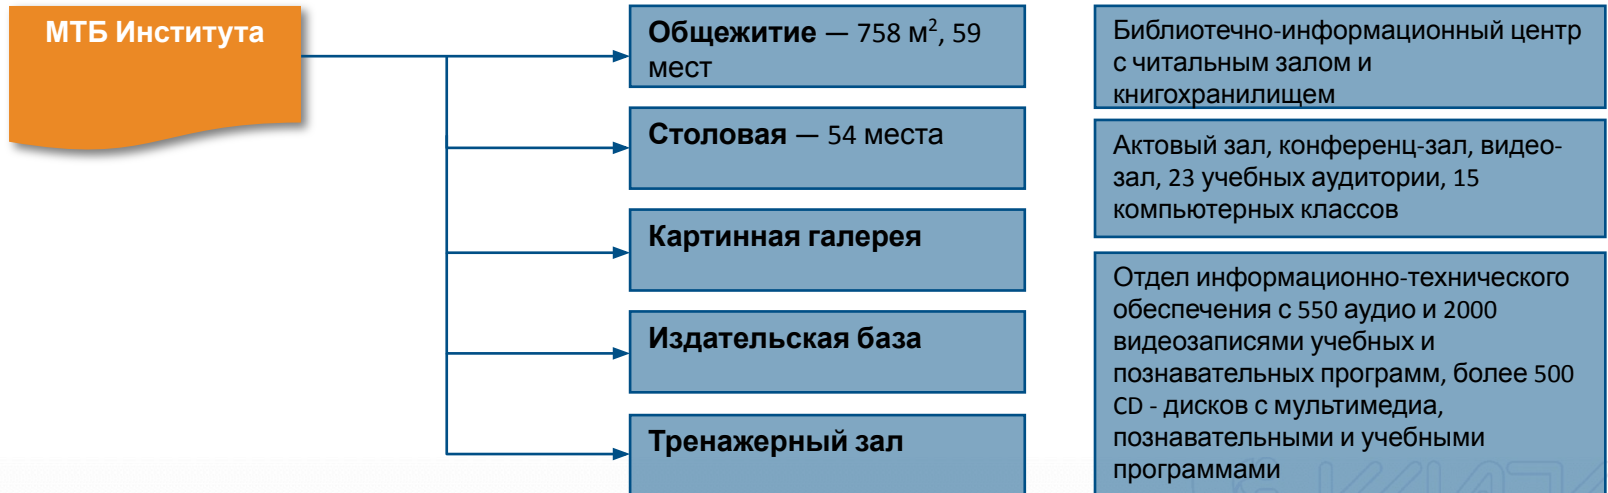 МТБ Института
Общежитие — 758 м², 59
мест
Столовая — 54 места
Картинная галерея
Издательская база
Тренажерный зал
Библиотечно-информационный центр
с читальным залом и
книгохранилищем
Актовый зал, конференц-зал, видео-
зал, 23 учебных аудитории, 15
компьютерных классов
Отдел информационно-технического
обеспечения с 550 аудио и 2000
видеозаписями учебных и
познавательных программ, более 500
CD - дисков с мультимедиа,
познавательными и учебными
программами